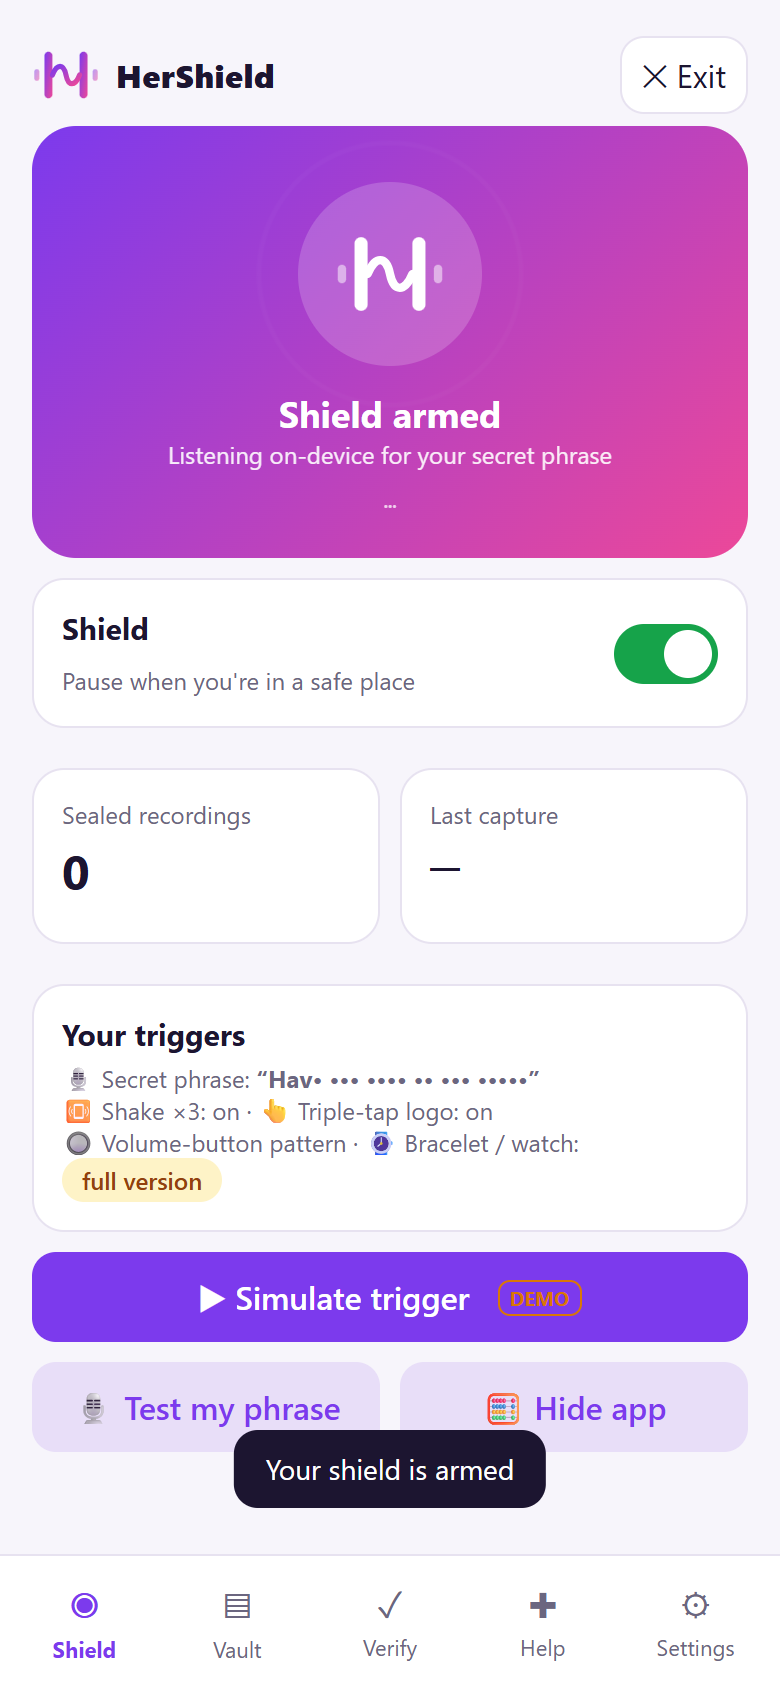 HerShield
✕ Exit
Shield armed
Listening on-device for your secret phrase
...
Shield
Pause when you're in a safe place
Sealed recordings
0
Last capture
—
Your triggers
🎙️ Secret phrase: “Hav• ••• •••• •• ••• •••••”
📳 Shake ×3: on · 👆 Triple-tap logo: on
🔘 Volume-button pattern · ⌚ Bracelet / watch:
full version
▶ Simulate trigger DEMO
🎙️ Test my phrase
🧮 Hide app
Your shield is armed
Shield
Vault
Verify
Help
Settings